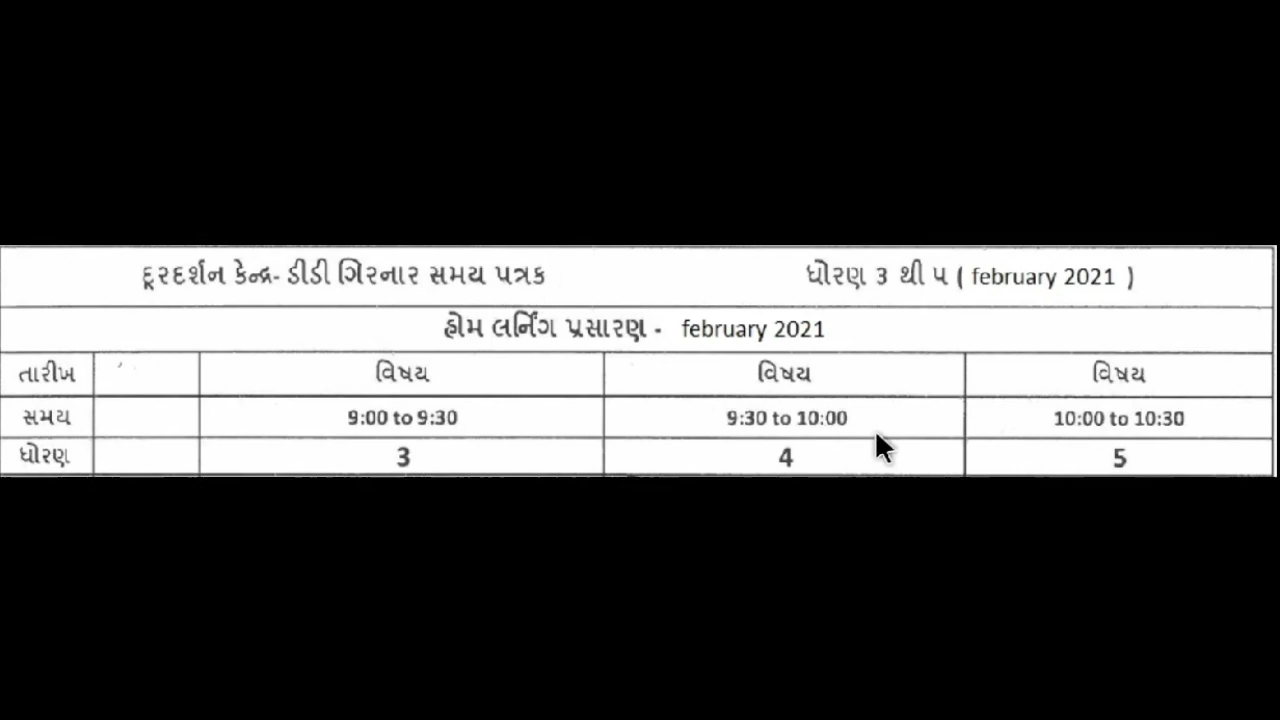 દૂરદર્શન કેન્દ્ર- ડીડી ગિરનાર સમય પત્રક ધોરણ 3 થી ૫ ( february 2021 )
હોમ લર્નિંગ પ્રસારણ - february 2021
તારીખ વિષય વિષય વિષય
સમય 9:00 to 9:30 9:30 to 10:00 10:00 to 10:30
ધોરણ 3 4 5